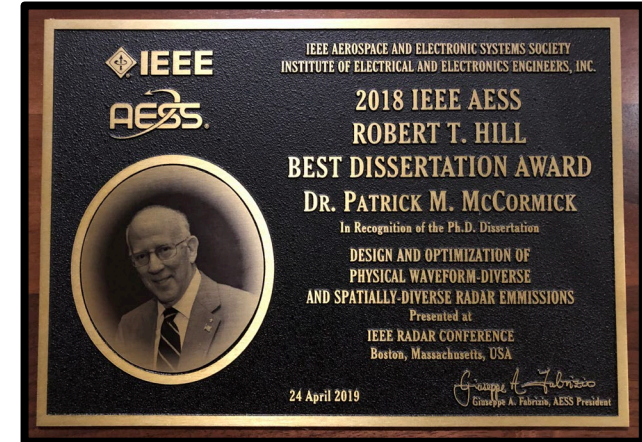 IEEE
AESS.
IEEE AEROSPACE AND ELECTRONIC SYSTEMS SOCIETY
INSTITUTE OF ELECTRICAL AND ELECTRONICS ENGINEERS, INC.
2018 IEEE AESS
ROBERT T. HILL
BEST DISSERTATION AWARD
DR. PATRICK M. MCCORMICK
In Recognition of the Ph.D. Dissertation
DESIGN AND OPTIMIZATION OF
PHYSICAL WAVEFORM-DIVERSE
AND SPATIALLY-DIVERSE RADAR EMMISSIONS
Presented at
IEEE RADAR CONFERENCE
Boston, Massachusetts, USA
24 April 2019
Giuseppe A. Fabrizio
Giuseppe A. Fabrizio, AESS President